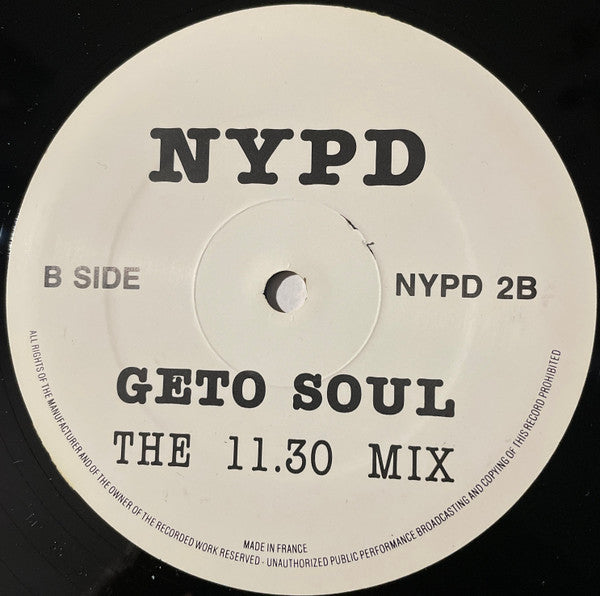 NYPD
B SIDE
NYPD 2B
GETO SOUL
THE 11.30 MIX
MADE IN FRANCE
ALL RIGHTS OF THE MANUFACTURER AND OF THE OWNER OF THE RECORDED WORK RESERVED - UNAUTHORIZED PUBLIC PERFORMANCE BROADCASTING AND COPYING OF THIS RECORD PROHIBITED